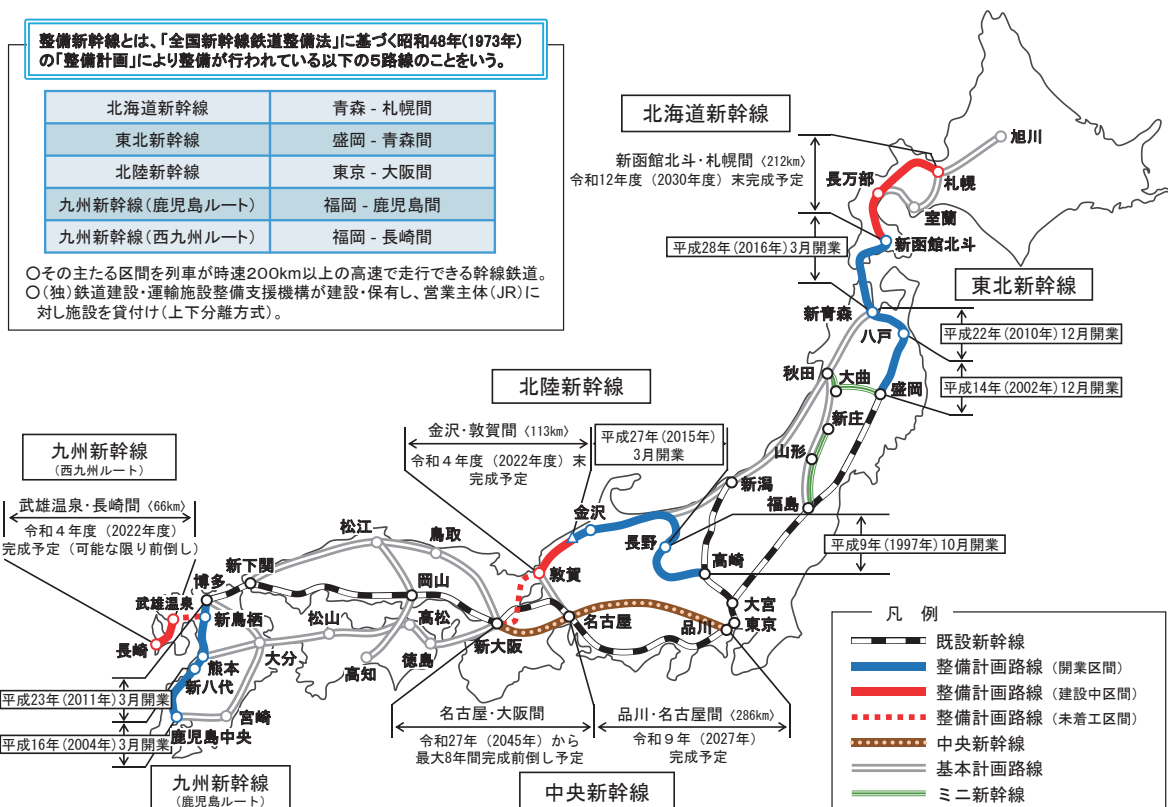 整備新幹線とは、「全国新幹線鉄道整備法」に基づく昭和48年(1973年)
の「整備計画」により整備が行われている以下の5路線のことをいう。
北海道新幹線 青森 - 札幌間
東北新幹線 盛岡 - 青森間
北陸新幹線 東京 - 大阪間
九州新幹線(鹿児島ルート) 福岡 - 鹿児島間
九州新幹線(西九州ルート) 福岡 - 長崎間
○その主たる区間を列車が時速200km以上の高速で走行できる幹線鉄道。
○(独)鉄道建設・運輸施設整備支援機構が建設・保有し、営業主体(JR)に
対し施設を貸付け(上下分離方式)。
北海道新幹線
新函館北斗・札幌間〈212km〉
令和12年度(2030年度)末完成予定
旭川
長万部
札幌
室蘭
平成28年(2016年)3月開業
新函館北斗
東北新幹線
新青森
八戸
平成22年(2010年)12月開業
秋田
大曲
盛岡
平成14年(2002年)12月開業
新庄
山形
新潟
福島
北陸新幹線
金沢・敦賀間〈113km〉
令和4年度(2022年度)末
完成予定
平成27年(2015年)
3月開業
金沢
長野
高崎
平成9年(1997年)10月開業
敦賀
大宮
東京
品川
名古屋
新大阪
九州新幹線
(西九州ルート)
武雄温泉・長崎間〈66km〉
令和4年度(2022年度)
完成予定(可能な限り前倒し)
松江
鳥取
新下関
博多
岡山
武雄温泉
新鳥栖
松山
高松
長崎
熊本
大分
高知
徳島
新八代
平成23年(2011年)3月開業
宮崎
平成16年(2004年)3月開業
鹿児島中央
九州新幹線
(鹿児島ルート)
名古屋・大阪間
令和27年(2045年)から
最大8年間完成前倒し予定
品川・名古屋間〈286km〉
令和9年(2027年)
完成予定
中央新幹線
凡 例
既設新幹線
整備計画路線(開業区間)
整備計画路線(建設中区間)
整備計画路線(未着工区間)
中央新幹線
基本計画路線
ミニ新幹線